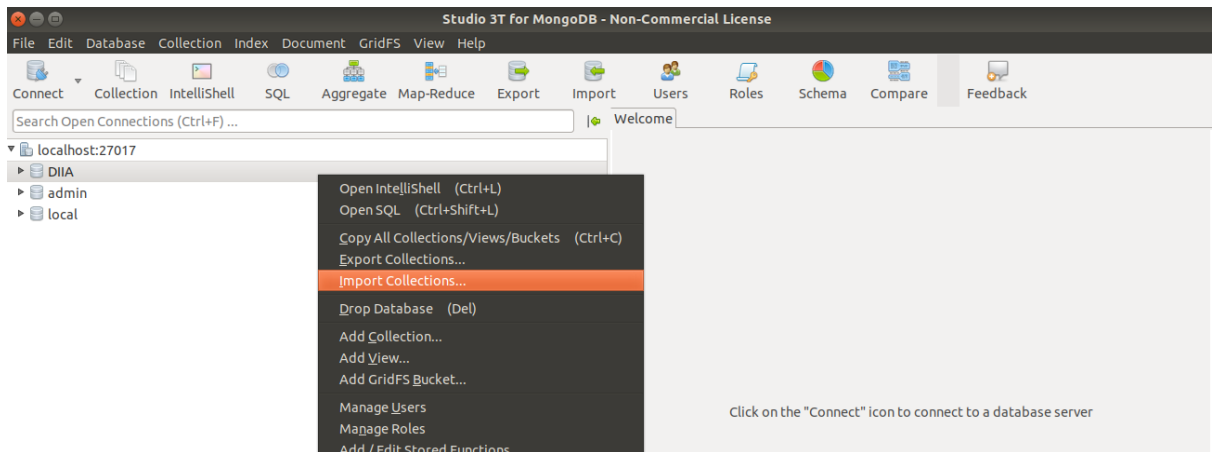 Studio 3T for MongoDB - Non-Commercial License
File Edit Database Collection Index Document GridFS View Help
Connect Collection IntelliShell SQL Aggregate Map-Reduce Export Import Users Roles Schema Compare Feedback
Search Open Connections (Ctrl+F) ...
Welcome
localhost:27017
DIIA
admin
local
Open IntelliShell (Ctrl+L)
Open SQL (Ctrl+Shift+L)
Copy All Collections/Views/Buckets (Ctrl+C)
Export Collections...
Import Collections...
Drop Database (Del)
Add Collection...
Add View...
Add GridFS Bucket...
Manage Users
Manage Roles
Add / Edit Stored Functions
Click on the "Connect" icon to connect to a database server